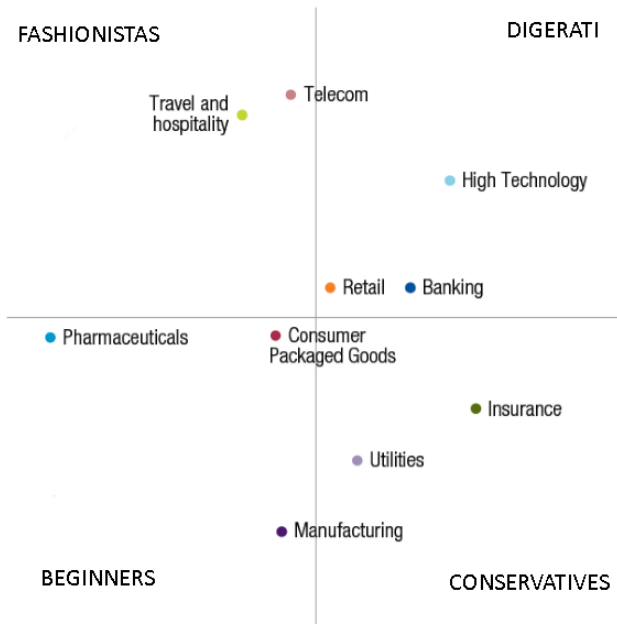 FASHIONISTAS
DIGERATI
Telecom
Travel and
hospitality
High Technology
Retail
Banking
Pharmaceuticals
Consumer
Packaged Goods
Insurance
Utilities
Manufacturing
BEGINNERS
CONSERVATIVES